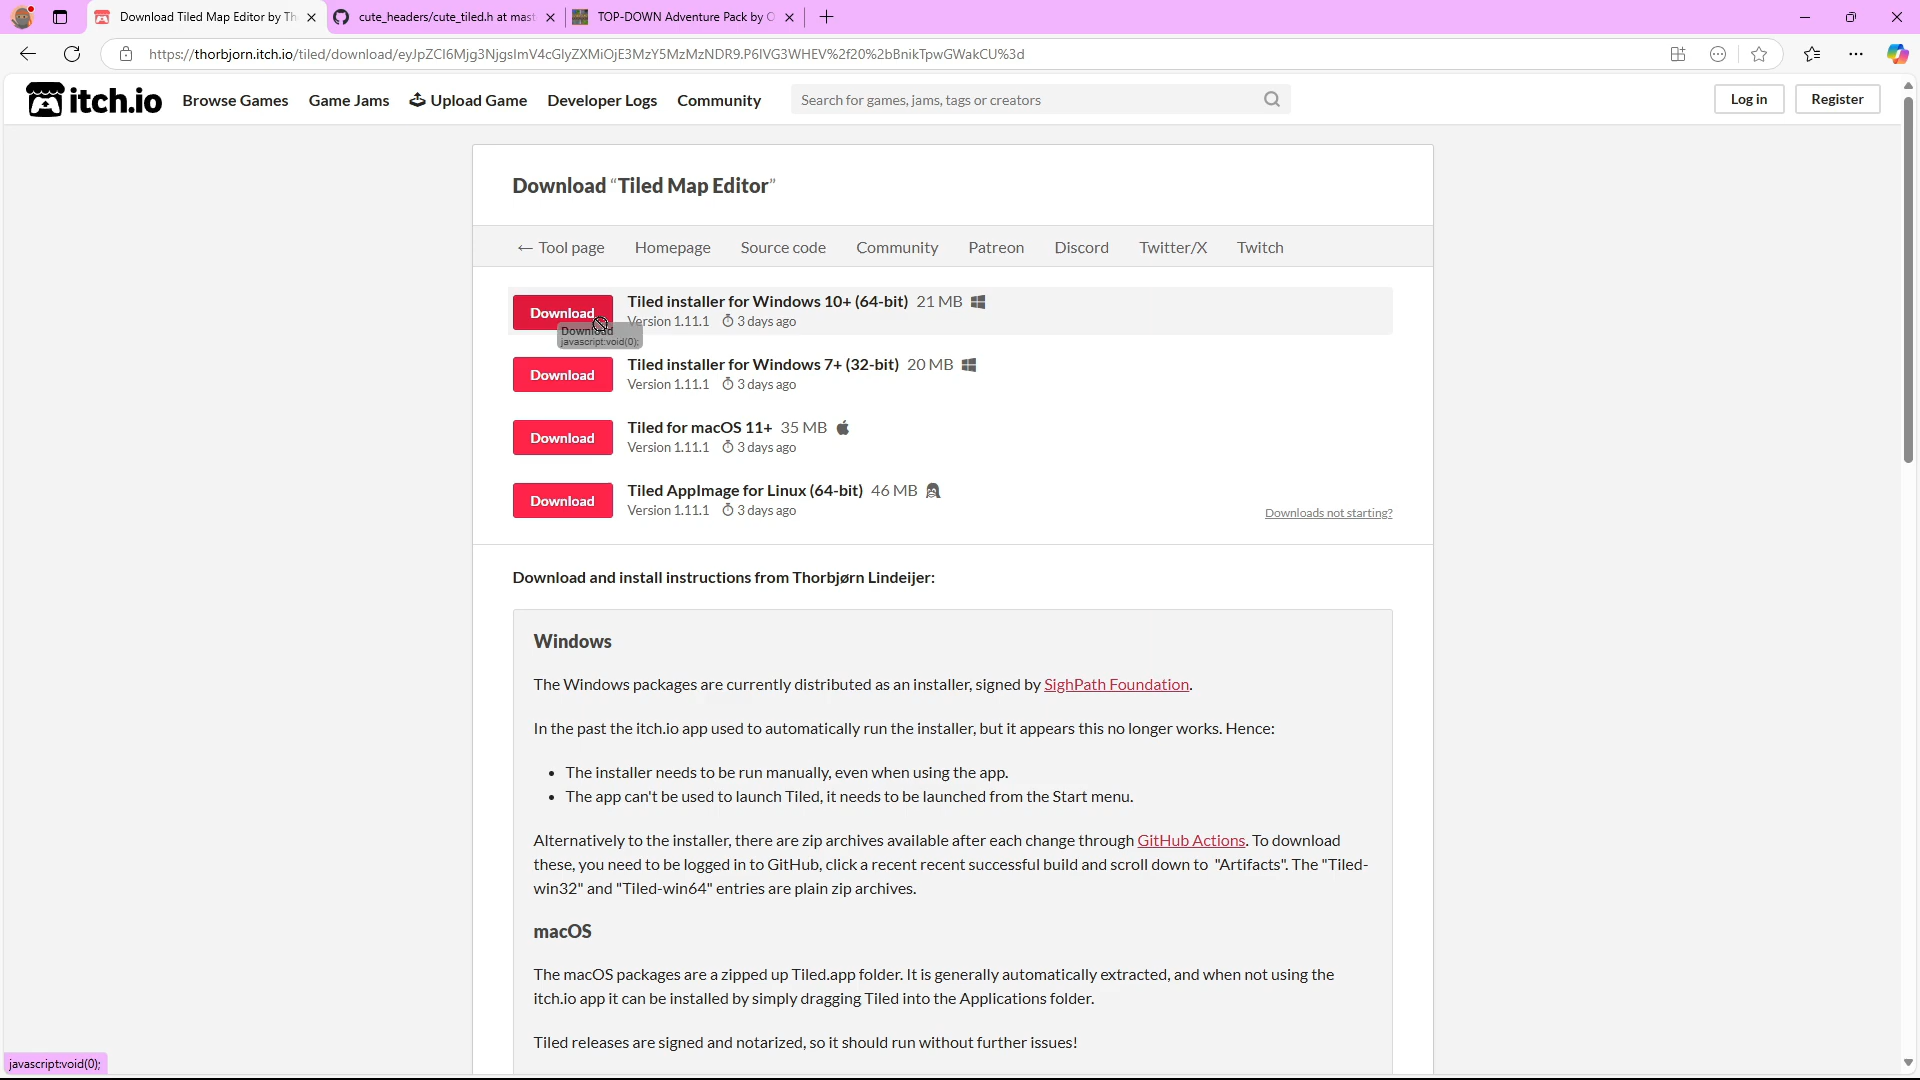 Download Tiled Map Editor by Th
cute_headers/cute_tiled.h at mast
TOP-DOWN Adventure Pack by O
https://thorbjorn.itch.io/tiled/download/eyJpZCI6Mjg3NjgsImV4cGlyZXMiOjE3MzY5MzMzNDR9.P6IVG3WHEV%2f20%2bBnikTpwGWakCU%3d
itch.io
Browse Games
Game Jams
Upload Game
Developer Logs
Community
Search for games, jams, tags or creators
Log in
Register
Download “Tiled Map Editor”
← Tool page
Homepage
Source code
Community
Patreon
Discord
Twitter/X
Twitch
Download
Tiled installer for Windows 10+ (64-bit) 21 MB
Version 1.11.1 3 days ago
Download
javascript:void(0);
Download
Tiled installer for Windows 7+ (32-bit) 20 MB
Version 1.11.1 3 days ago
Download
Tiled for macOS 11+ 35 MB
Version 1.11.1 3 days ago
Download
Tiled AppImage for Linux (64-bit) 46 MB
Version 1.11.1 3 days ago
Downloads not starting?
Download and install instructions from Thorbjørn Lindeijer:
Windows
The Windows packages are currently distributed as an installer, signed by SighPath Foundation.
In the past the itch.io app used to automatically run the installer, but it appears this no longer works. Hence:
• The installer needs to be run manually, even when using the app.
• The app can't be used to launch Tiled, it needs to be launched from the Start menu.
Alternatively to the installer, there are zip archives available after each change through GitHub Actions. To download
these, you need to be logged in to GitHub, click a recent recent successful build and scroll down to "Artifacts". The "Tiled-
win32" and "Tiled-win64" entries are plain zip archives.
macOS
The macOS packages are a zipped up Tiled.app folder. It is generally automatically extracted, and when not using the
itch.io app it can be installed by simply dragging Tiled into the Applications folder.
Tiled releases are signed and notarized, so it should run without further issues!
javascript:void(0);